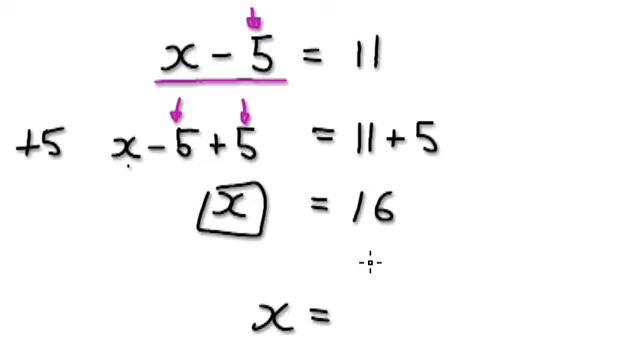 x - 5 = 11
+5 x - 5 + 5 = 11 + 5
x = 16
x =